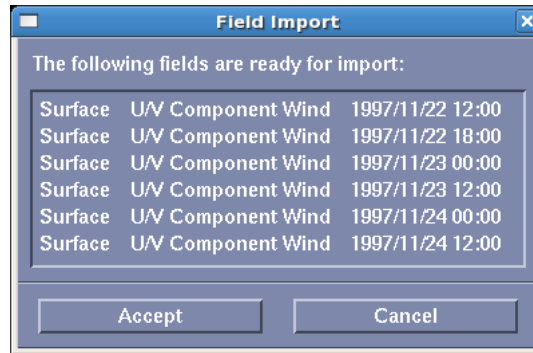 Field Import
The following fields are ready for import:
Surface U/V Component Wind 1997/11/22 12:00
Surface U/V Component Wind 1997/11/22 18:00
Surface U/V Component Wind 1997/11/23 00:00
Surface U/V Component Wind 1997/11/23 12:00
Surface U/V Component Wind 1997/11/24 00:00
Surface U/V Component Wind 1997/11/24 12:00
Accept Cancel